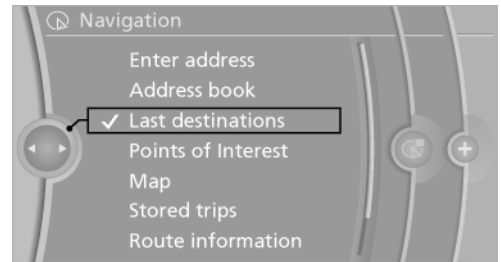 Navigation
Enter address
Address book
Last destinations
Points of Interest
Map
Stored trips
Route information